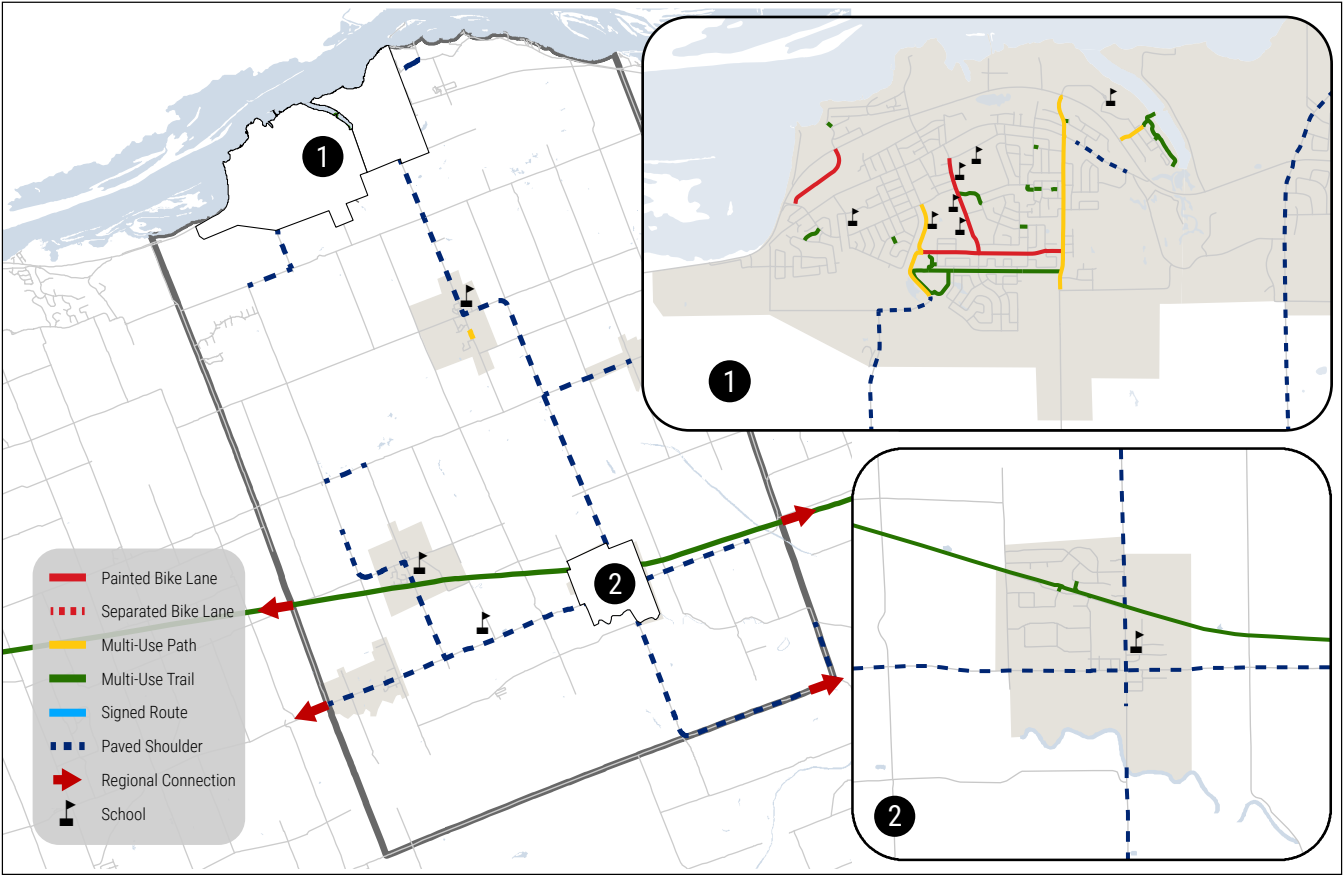 1
2
Painted Bike Lane
Separated Bike Lane
Multi-Use Path
Multi-Use Trail
Signed Route
Paved Shoulder
Regional Connection
School
1
2